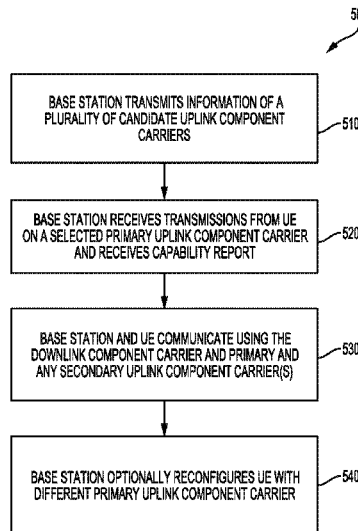 BASE STATION TRANSMITS INFORMATION OF A
PLURALITY OF CANDIDATE UPLINK COMPONENT
CARRIERS
510
BASE STATION RECEIVES TRANSMISSIONS FROM UE
ON A SELECTED PRIMARY UPLINK COMPONENT CARRIER
AND RECEIVES CAPABILITY REPORT
520
BASE STATION AND UE COMMUNICATE USING THE
DOWNLINK COMPONENT CARRIER AND PRIMARY AND
ANY SECONDARY UPLINK COMPONENT CARRIER(S)
530
BASE STATION OPTIONALLY RECONFIGURES UE WITH
DIFFERENT PRIMARY UPLINK COMPONENT CARRIER
540